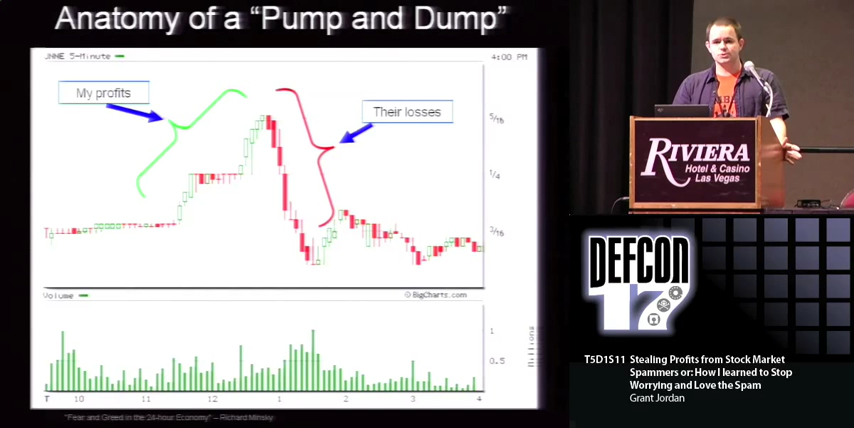 Anatomy of a “Pump and Dump”
JNNE 5-Minute
4:00 PM
My profits
Their losses
5/16
1/4
3/16
Volume
© BigCharts.com
1
0.5
Millions
T 10 11 12 1 2 3 4
"Fear and Greed in the 24-hour Economy" – Richard Minsky
RIVIERA
Hotel & Casino
Las Vegas
DEFCON
17
T5D1S11 Stealing Profits from Stock Market
Spammers or: How I learned to Stop
Worrying and Love the Spam
Grant Jordan